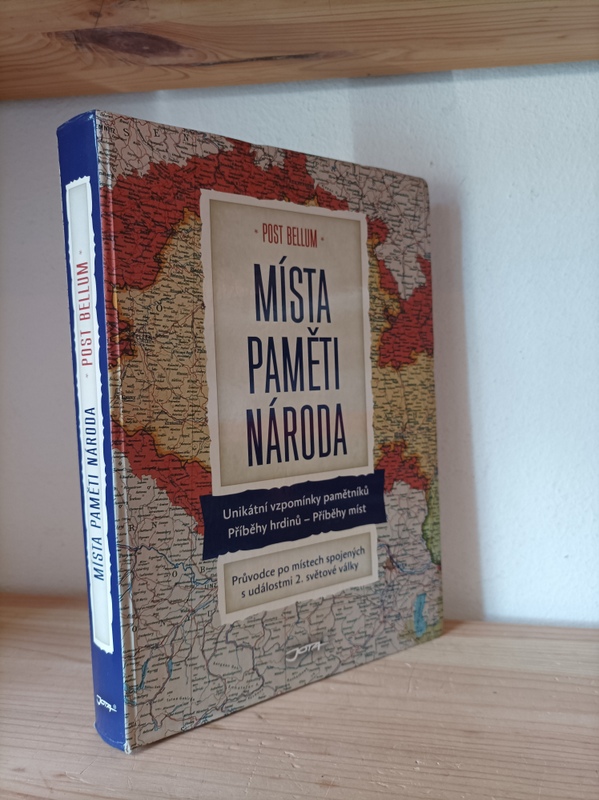 POST BELLUM
MÍSTA
PAMĚTI
NÁRODA
Unikátní vzpomínky pamětníků
Příběhy hrdinů – Příběhy míst
Průvodce po místech spojených
s událostmi 2. světové války
JOTA
MÍSTA PAMĚTI NÁRODA · POST BELLUM ·
JOTA